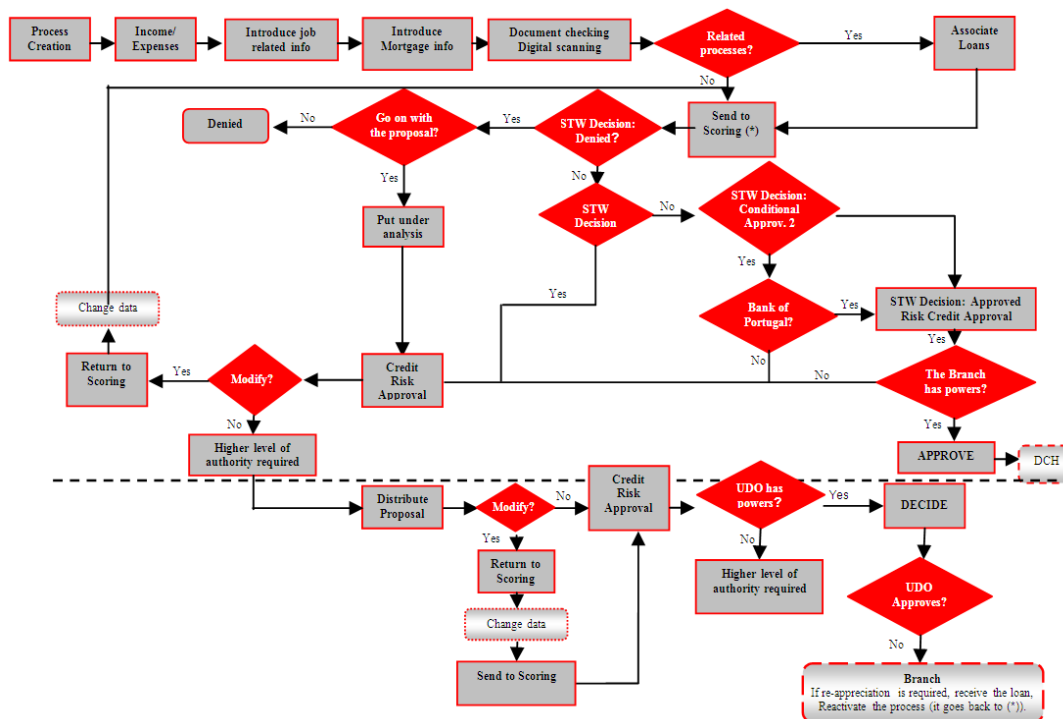 Process
Creation
Income/
Expenses
Introduce job
related info
Introduce
Mortgage info
Document checking
Digital scanning
Related
processes?
Yes
Associate
Loans
No
Denied
No
Go on with
the proposal?
Yes
STW Decision:
Denied?
Send to
Scoring (*)
Yes
No
Put under
analysis
STW
Decision
No
STW Decision:
Conditional
Approv. 2
Yes
Yes
Change data
Bank of
Portugal?
Yes
STW Decision: Approved
Risk Credit Approval
Yes
No
Return to
Scoring
Yes
Modify?
Credit
Risk
Approval
No
The Branch
has powers?
No
Yes
Higher level of
authority required
APPROVE
DCH
Distribute
Proposal
Modify?
No
Credit
Risk
Approval
UDO has
powers?
Yes
DECIDE
Yes
No
Return to
Scoring
Higher level of
authority required
UDO
Approves?
Change data
No
Send to Scoring
Branch
If re-appreciation is required, receive the loan,
Reactivate the process (it goes back to (*)).